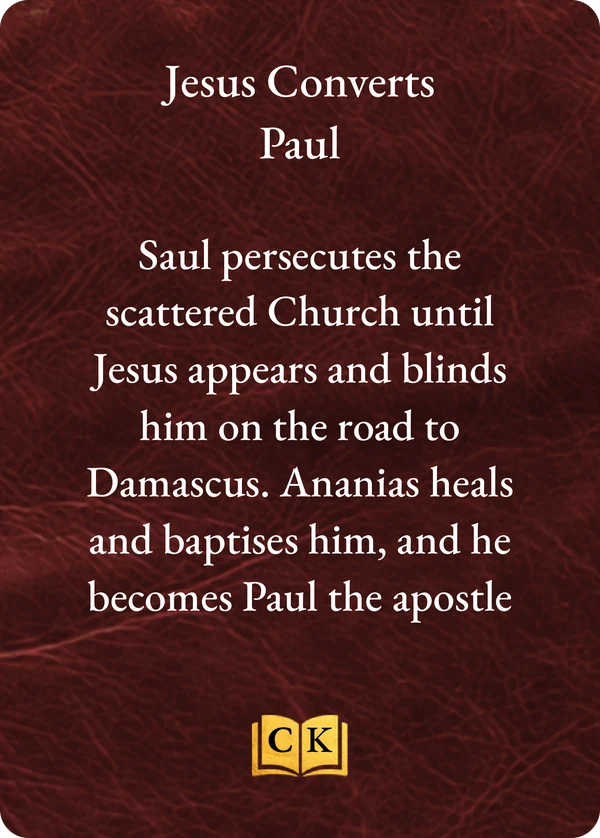 Jesus Converts
Paul
Saul persecutes the
scattered Church until
Jesus appears and blinds
him on the road to
Damascus. Ananias heals
and baptises him, and he
becomes Paul the apostle
C K